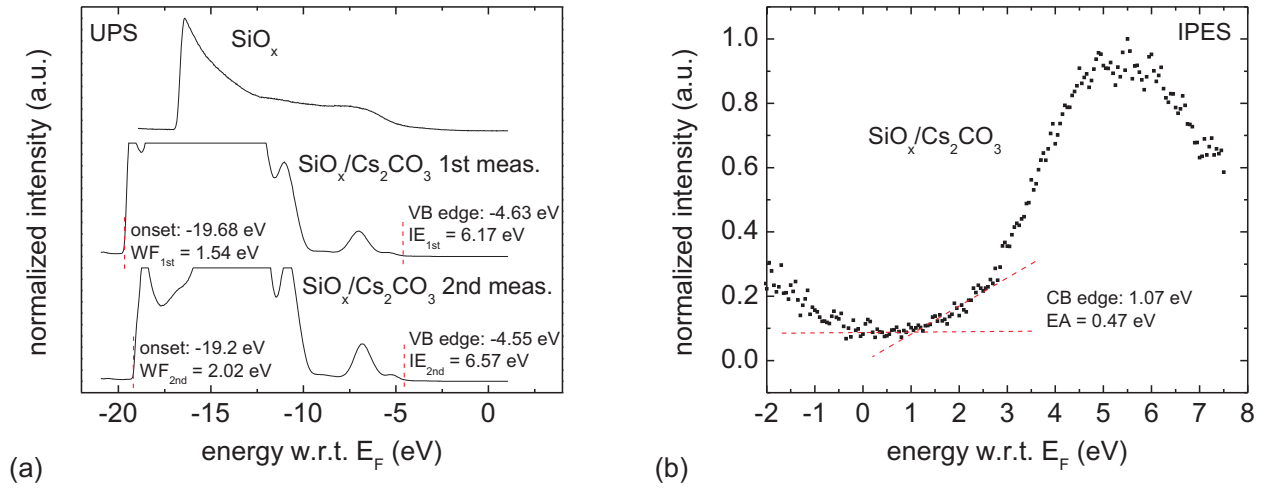 UPS
SiOx
SiOx/Cs2CO3 1st meas.
onset: -19.68 eV
WF1st = 1.54 eV
VB edge: -4.63 eV
IE1st = 6.17 eV
SiOx/Cs2CO3 2nd meas.
onset: -19.2 eV
WF2nd = 2.02 eV
VB edge: -4.55 eV
IE2nd = 6.57 eV
normalized intensity (a.u.)
-20 -15 -10 -5 0
energy w.r.t. EF (eV)
(a)
IPES
1.0
0.8
0.6
0.4
0.2
0.0
normalized intensity (a.u.)
SiOx/Cs2CO3
CB edge: 1.07 eV
EA = 0.47 eV
-2 -1 0 1 2 3 4 5 6 7 8
energy w.r.t. EF (eV)
(b)